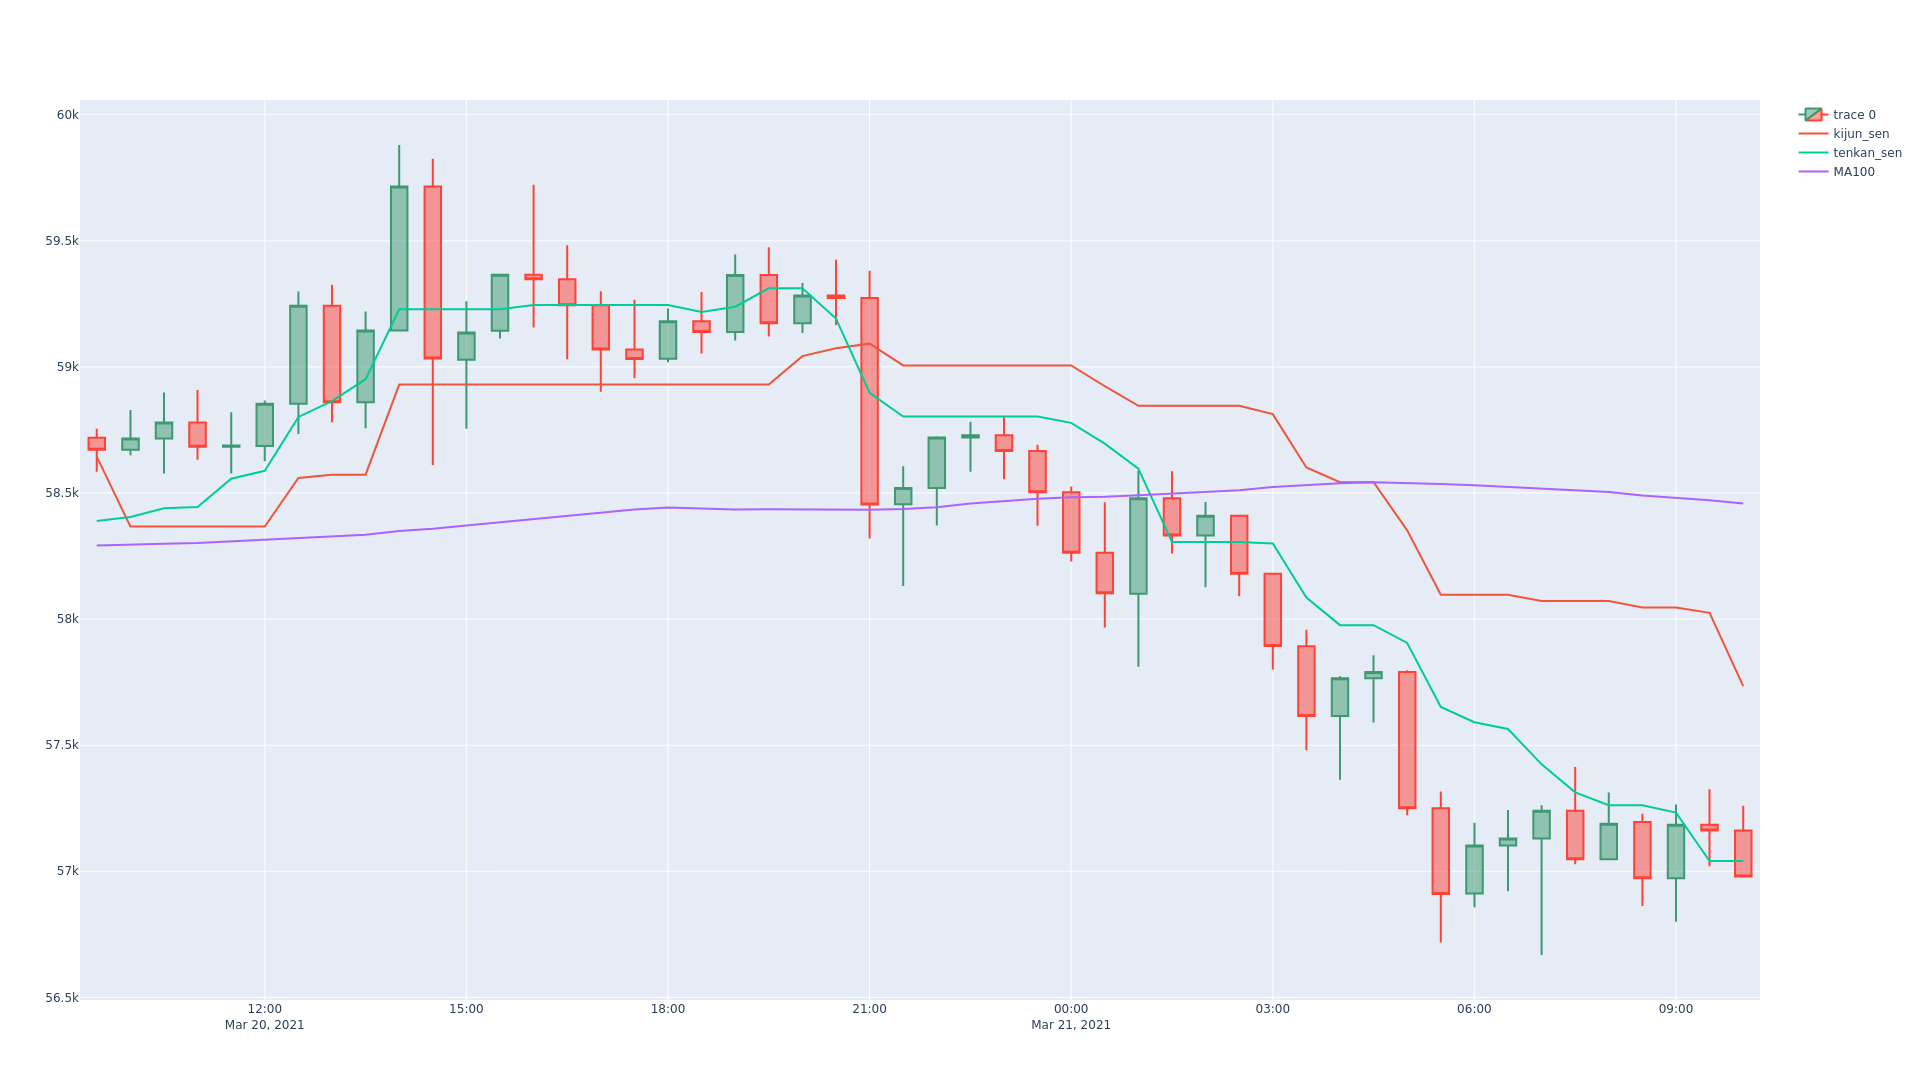 60k
59.5k
59k
58.5k
58k
57.5k
57k
56.5k
12:00
Mar 20, 2021
15:00
18:00
21:00
00:00
Mar 21, 2021
03:00
06:00
09:00
trace 0
kijun_sen
tenkan_sen
MA100